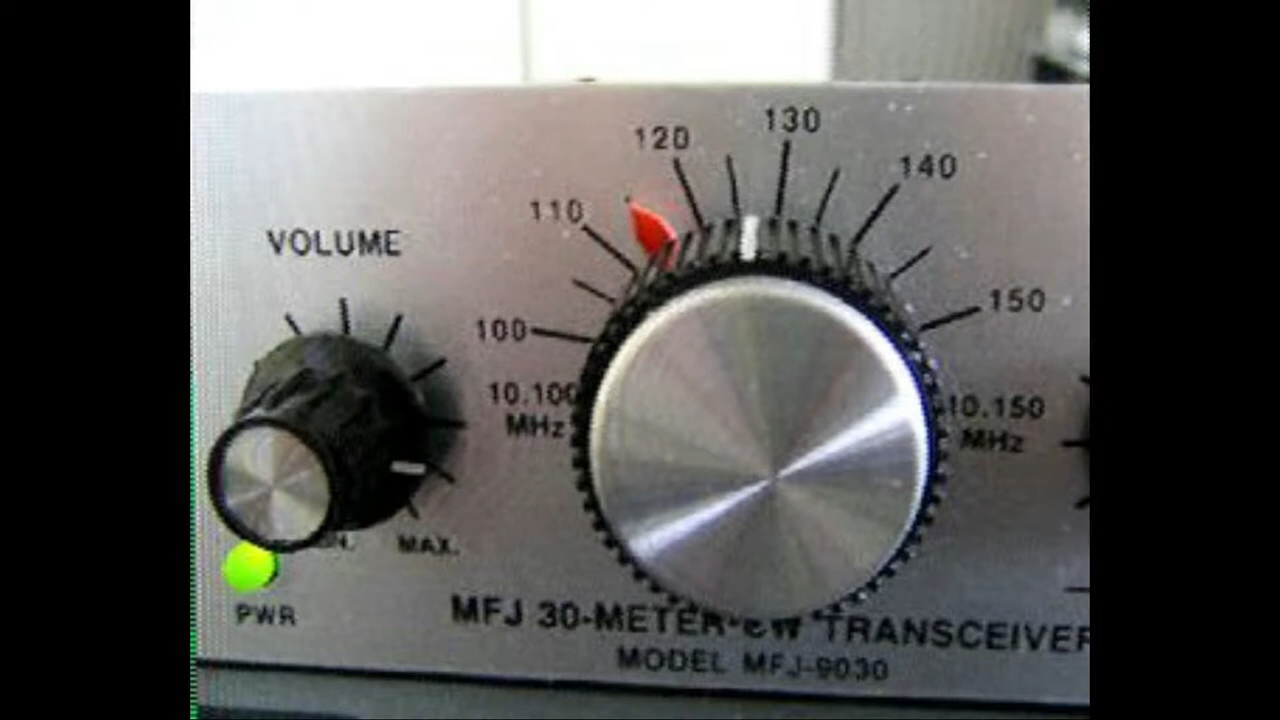 130
120
140
110
VOLUME
150
100
10.100
MHz
10.150
MHz
MAX.
PWR
MFJ 30-METER-CW TRANSCEIVER
MODEL MFJ-9030